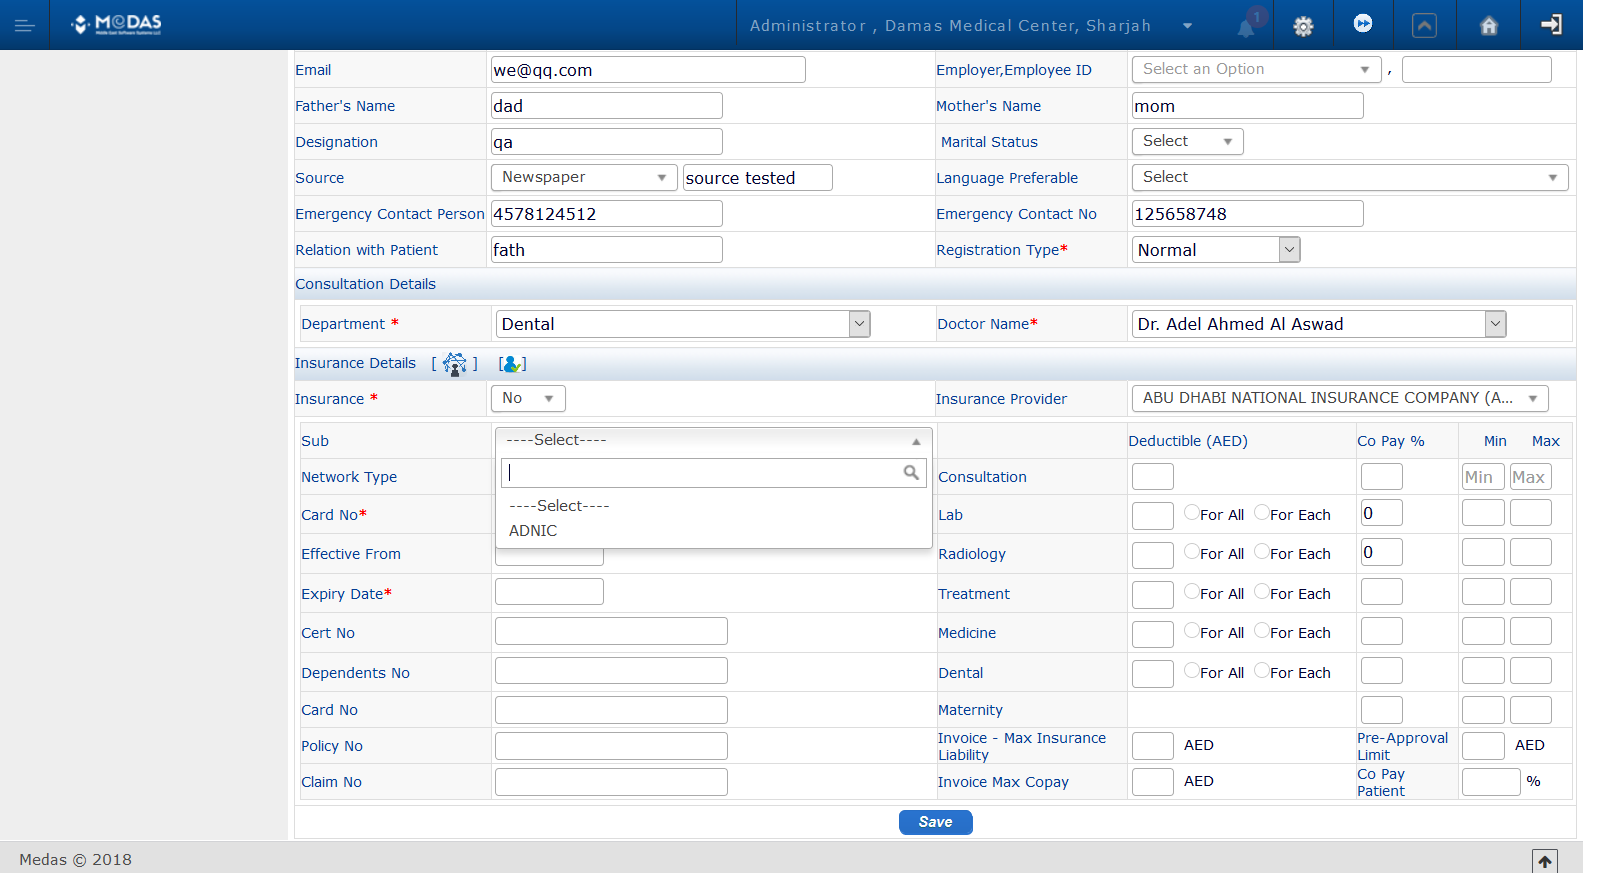 MEDAS
Middle East Software Systems LLC
Administrator , Damas Medical Center, Sharjah
1
Email we@qq.com Employer,Employee ID Select an Option ,
Father's Name dad Mother's Name mom
Designation qa Marital Status Select
Source Newspaper source tested Language Preferable Select
Emergency Contact Person 4578124512 Emergency Contact No 125658748
Relation with Patient fath Registration Type* Normal
Consultation Details
Department * Dental Doctor Name* Dr. Adel Ahmed Al Aswad
Insurance Details [ ] [ ]
Insurance * No Insurance Provider ABU DHABI NATIONAL INSURANCE COMPANY (A...
Sub ----Select---- Deductible (AED) Co Pay % Min Max
Network Type Consultation Min Max
----Select----
Card No* Lab For All For Each 0
ADNIC
Effective From Radiology For All For Each 0
Expiry Date* Treatment For All For Each
Cert No Medicine For All For Each
Dependents No Dental For All For Each
Card No Maternity
Policy No Invoice - Max Insurance Liability AED Pre-Approval Limit AED
Claim No Invoice Max Copay AED Co Pay Patient %
Save
Medas © 2018